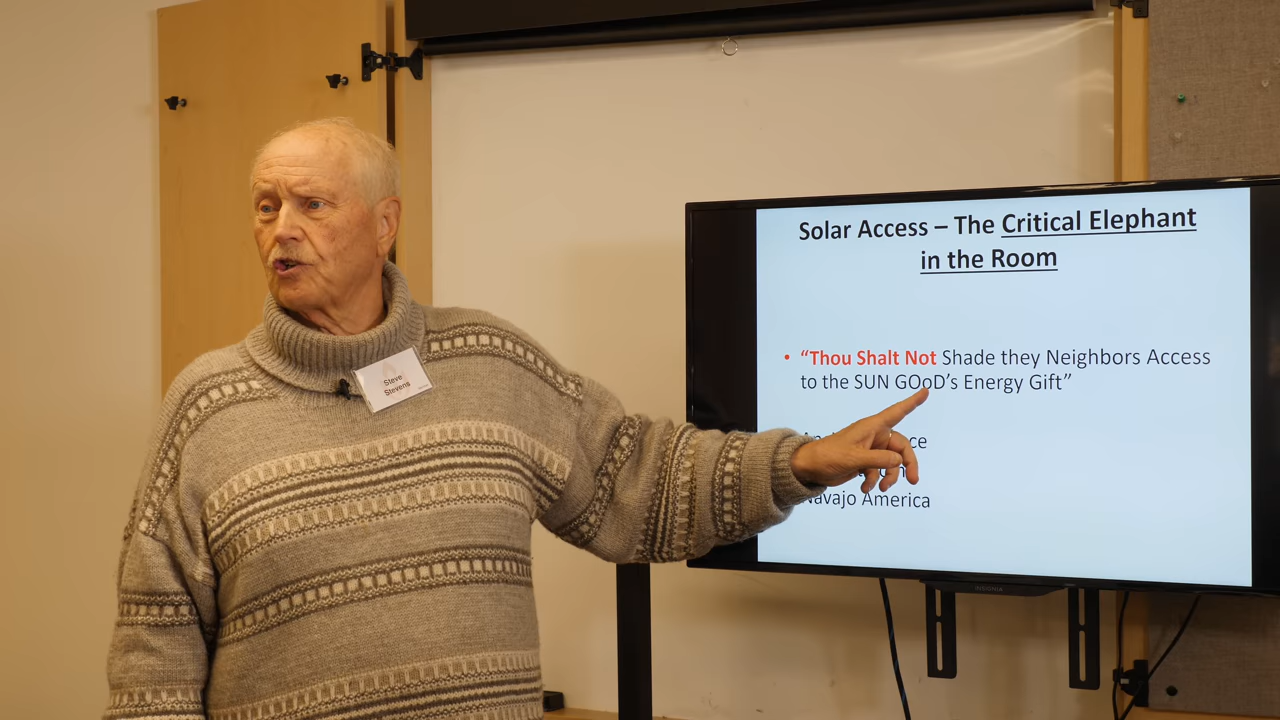 Solar Access – The Critical Elephant
in the Room
• “Thou Shalt Not Shade they Neighbors Access
to the SUN GOoD’s Energy Gift”
Navajo America
Steve
Stevens
INSIGNIA